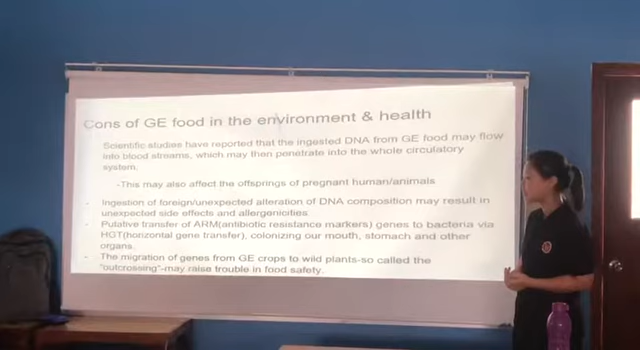 Cons of GE food in the environment & health
Scientific studies have reported that the ingested DNA from GE food may flow
into blood streams, which may then penetrate into the whole circulatory
system.
-This may also affect the offsprings of pregnant human/animals
- Ingestion of foreign/unexpected alteration of DNA composition may result in
unexpected side effects and allergenicities
- Putative transfer of ARM(antibiotic resistance markers) genes to bacteria via
HGT(horizontal gene transfer), colonizing our mouth, stomach and other
organs.
- The migration of genes from GE crops to wild plants-so called the
"outcrossing"-may raise trouble in food safety.